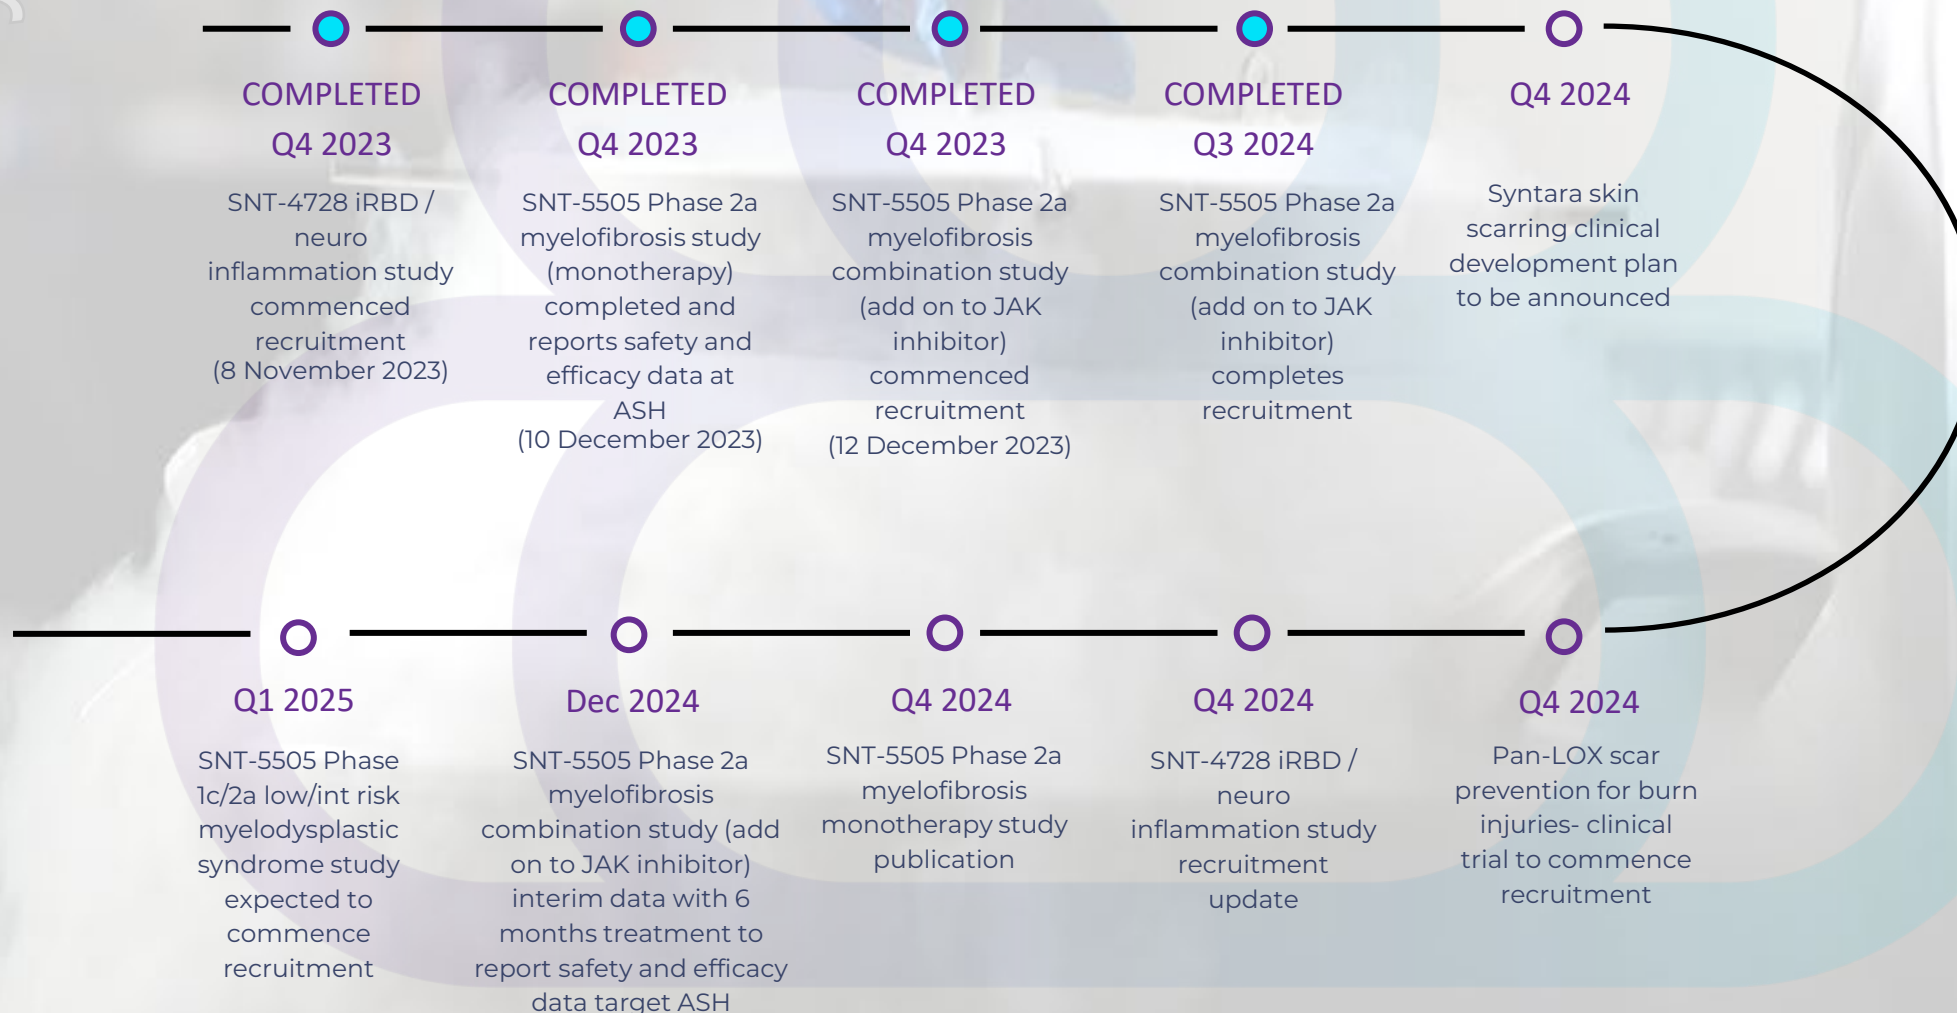 COMPLETED
Q4 2023
SNT-4728 iRBD /
neuro
inflammation study
commenced
recruitment
(8 November 2023)
COMPLETED
Q4 2023
SNT-5505 Phase 2a
myelofibrosis study
(monotherapy)
completed and
reports safety and
efficacy data at
ASH
(10 December 2023)
COMPLETED
Q4 2023
SNT-5505 Phase 2a
myelofibrosis
combination study
(add on to JAK
inhibitor)
commenced
recruitment
(12 December 2023)
COMPLETED
Q3 2024
SNT-5505 Phase 2a
myelofibrosis
combination study
(add on to JAK
inhibitor)
completes
recruitment
Q4 2024
Syntara skin
scarring clinical
development plan
to be announced
Q1 2025
SNT-5505 Phase
1c/2a low/int risk
myelodysplastic
syndrome study
expected to
commence
recruitment
Dec 2024
SNT-5505 Phase 2a
myelofibrosis
combination study (add
on to JAK inhibitor)
interim data with 6
months treatment to
report safety and efficacy
data target ASH
Q4 2024
SNT-5505 Phase 2a
myelofibrosis
monotherapy study
publication
Q4 2024
SNT-4728 iRBD /
neuro
inflammation study
recruitment
update
Q4 2024
Pan-LOX scar
prevention for burn
injuries- clinical
trial to commence
recruitment